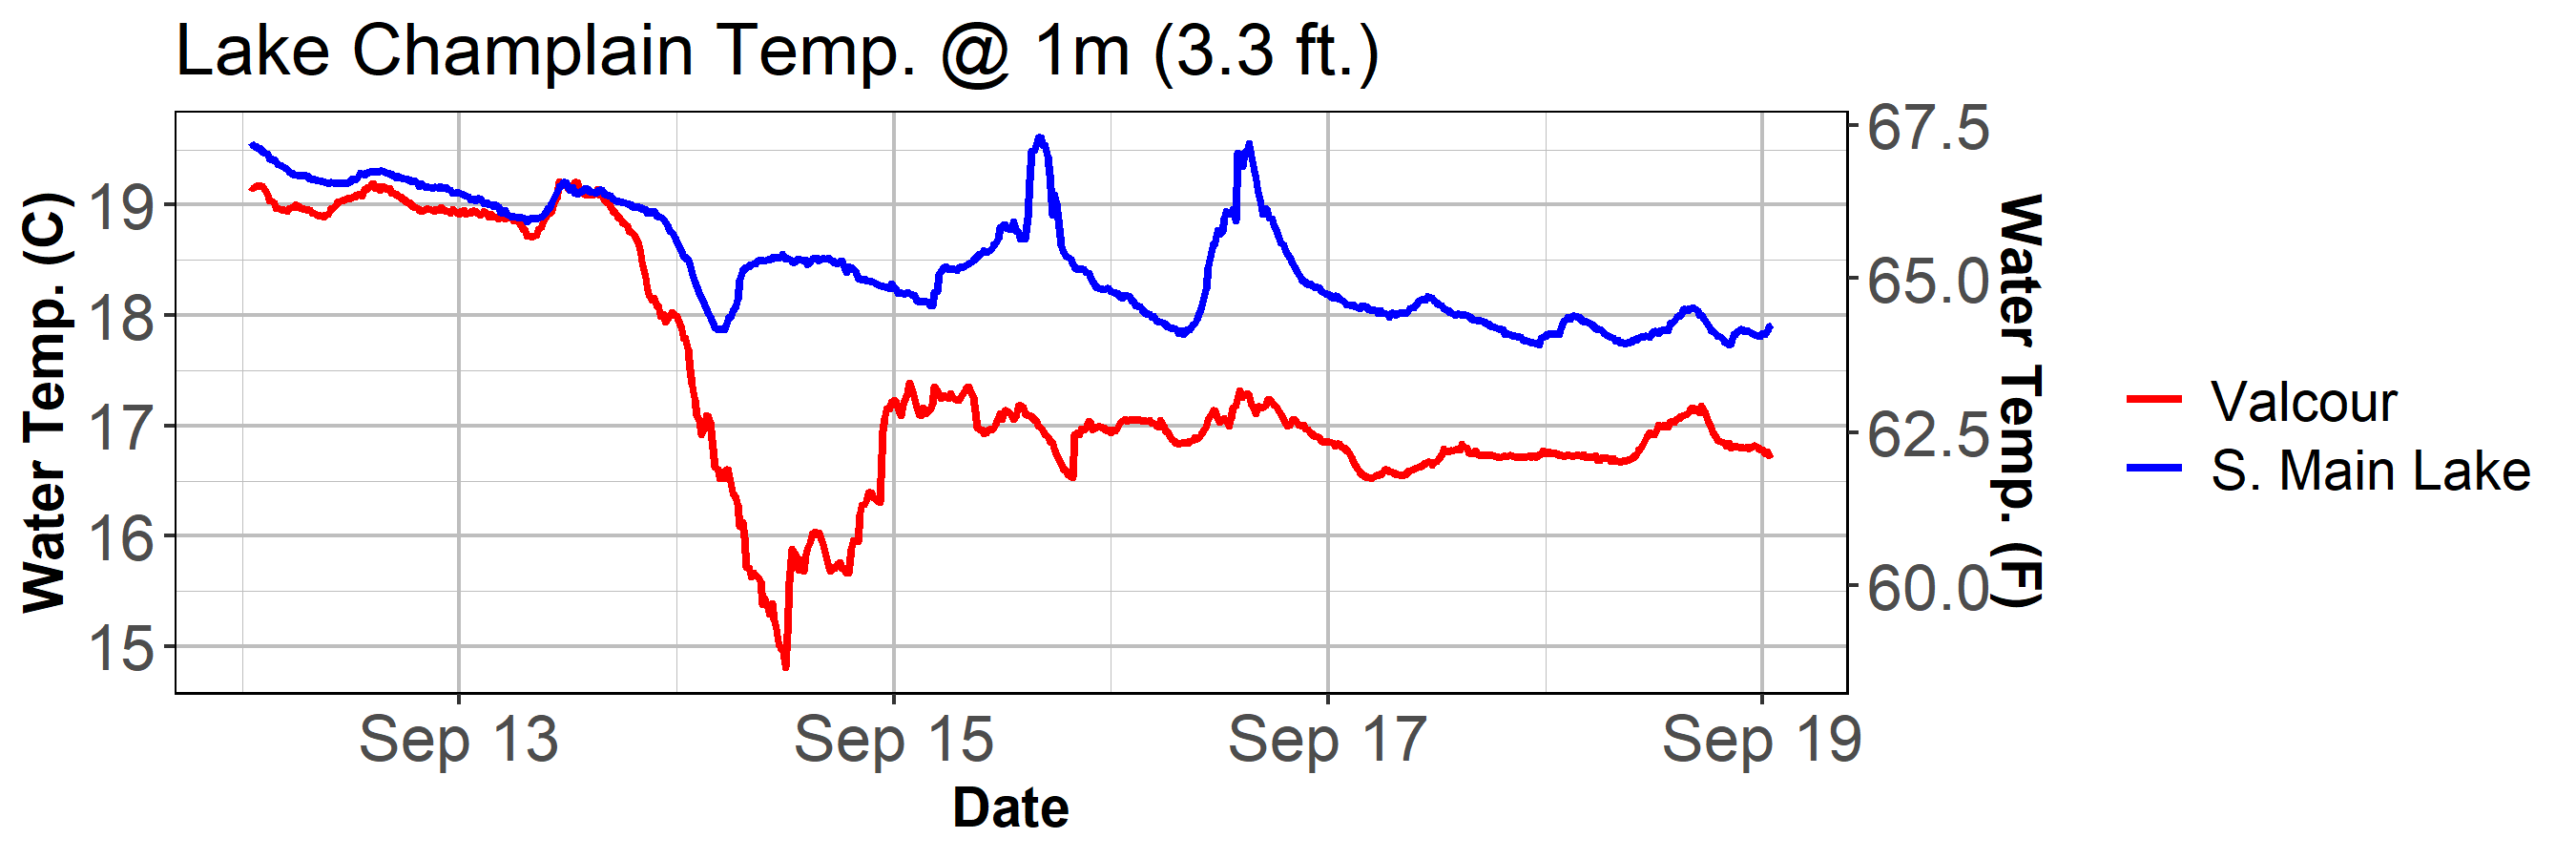 Lake Champlain Temp. @ 1m (3.3 ft.)
Water Temp. (C)
19
18
17
16
15
67.5
65.0
62.5
60.0
Water Temp. (F)
Sep 13
Sep 15
Sep 17
Sep 19
Date
Valcour
S. Main Lake